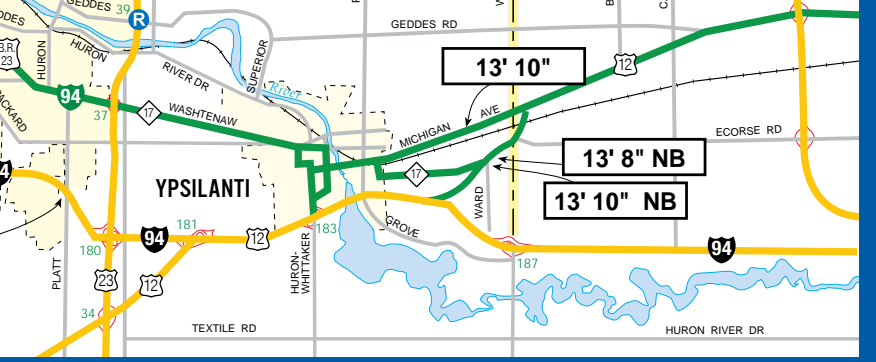 GEDDES 39
R
DES
HURON
B.R.
23
HURON
94
37
PACKARD
17
WASHTENAW
RIVER DR
SUPERIOR
River
GEDDES RD
13' 10"
12
MICHIGAN AVE
17
ECORSE RD
13' 8" NB
13' 10" NB
YPSILANTI
WARD
GROVE
183
187
94
180
94
181
12
23
12
34
PLATT
HURON-
WHITTAKER
TEXTILE RD
HURON RIVER DR